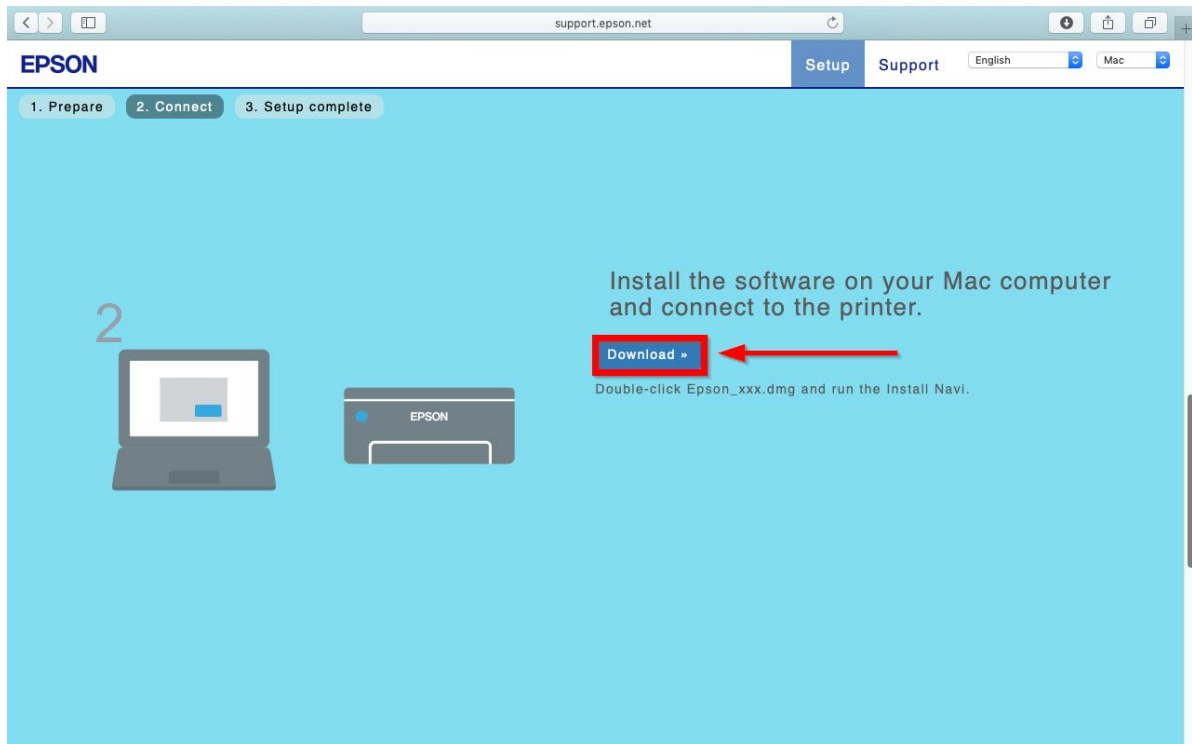 support.epson.net
EPSON
Setup
Support
English
Mac
1. Prepare
2. Connect
3. Setup complete
2
Install the software on your Mac computer
and connect to the printer.
Download »
Double-click Epson_xxx.dmg and run the Install Navi.
EPSON